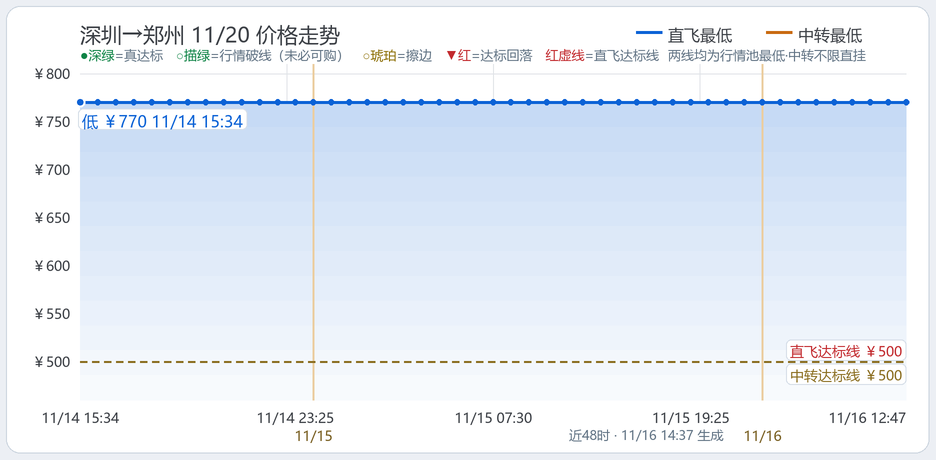 深圳→郑州 11/20 价格走势
直飞最低 中转最低
●深绿=真达标 ○描绿=行情破线（未必可购） ○琥珀=擦边 ▼红=达标回落 红虚线=直飞达标线 两线均为行情池最低·中转不限直挂
¥800
低 ¥770 11/14 15:34
¥750
¥700
¥650
¥600
¥550
直飞达标线 ¥500
¥500
中转达标线 ¥500
11/14 15:34 11/14 23:25 11/15 07:30 11/15 19:25 11/16 12:47
11/15 近48时 · 11/16 14:37 生成 11/16